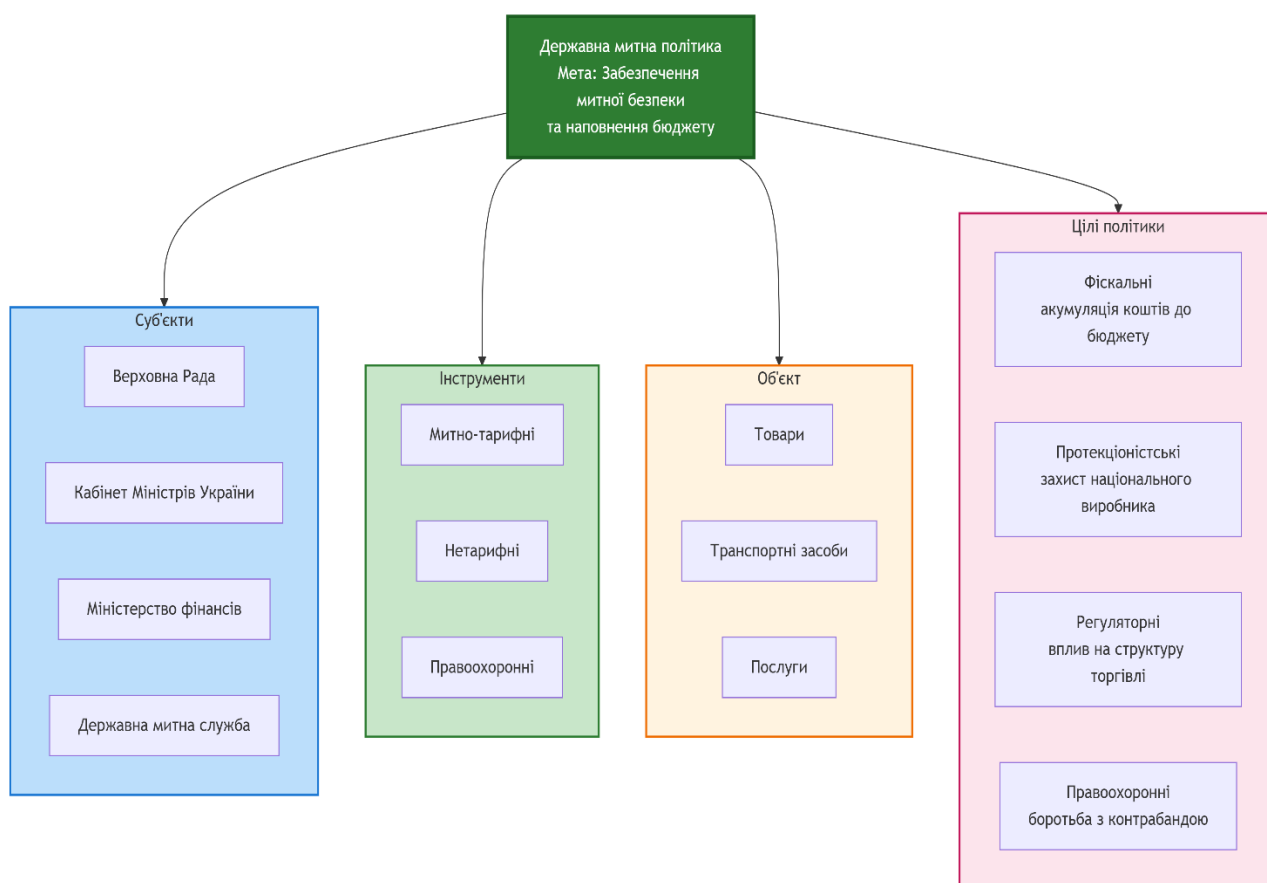 Державна митна політика
Мета: Забезпечення
митної безпеки
та наповнення бюджету
Суб'єкти
Верховна Рада
Кабінет Міністрів України
Міністерство фінансів
Державна митна служба
Інструменти
Митно-тарифні
Нетарифні
Правоохоронні
Об'єкт
Товари
Транспортні засоби
Послуги
Цілі політики
Фіскальні
акумуляція коштів до
бюджету
Протекціоністські
захист національного
виробника
Регуляторні
вплив на структуру
торгівлі
Правоохоронні
боротьба з контрабандою